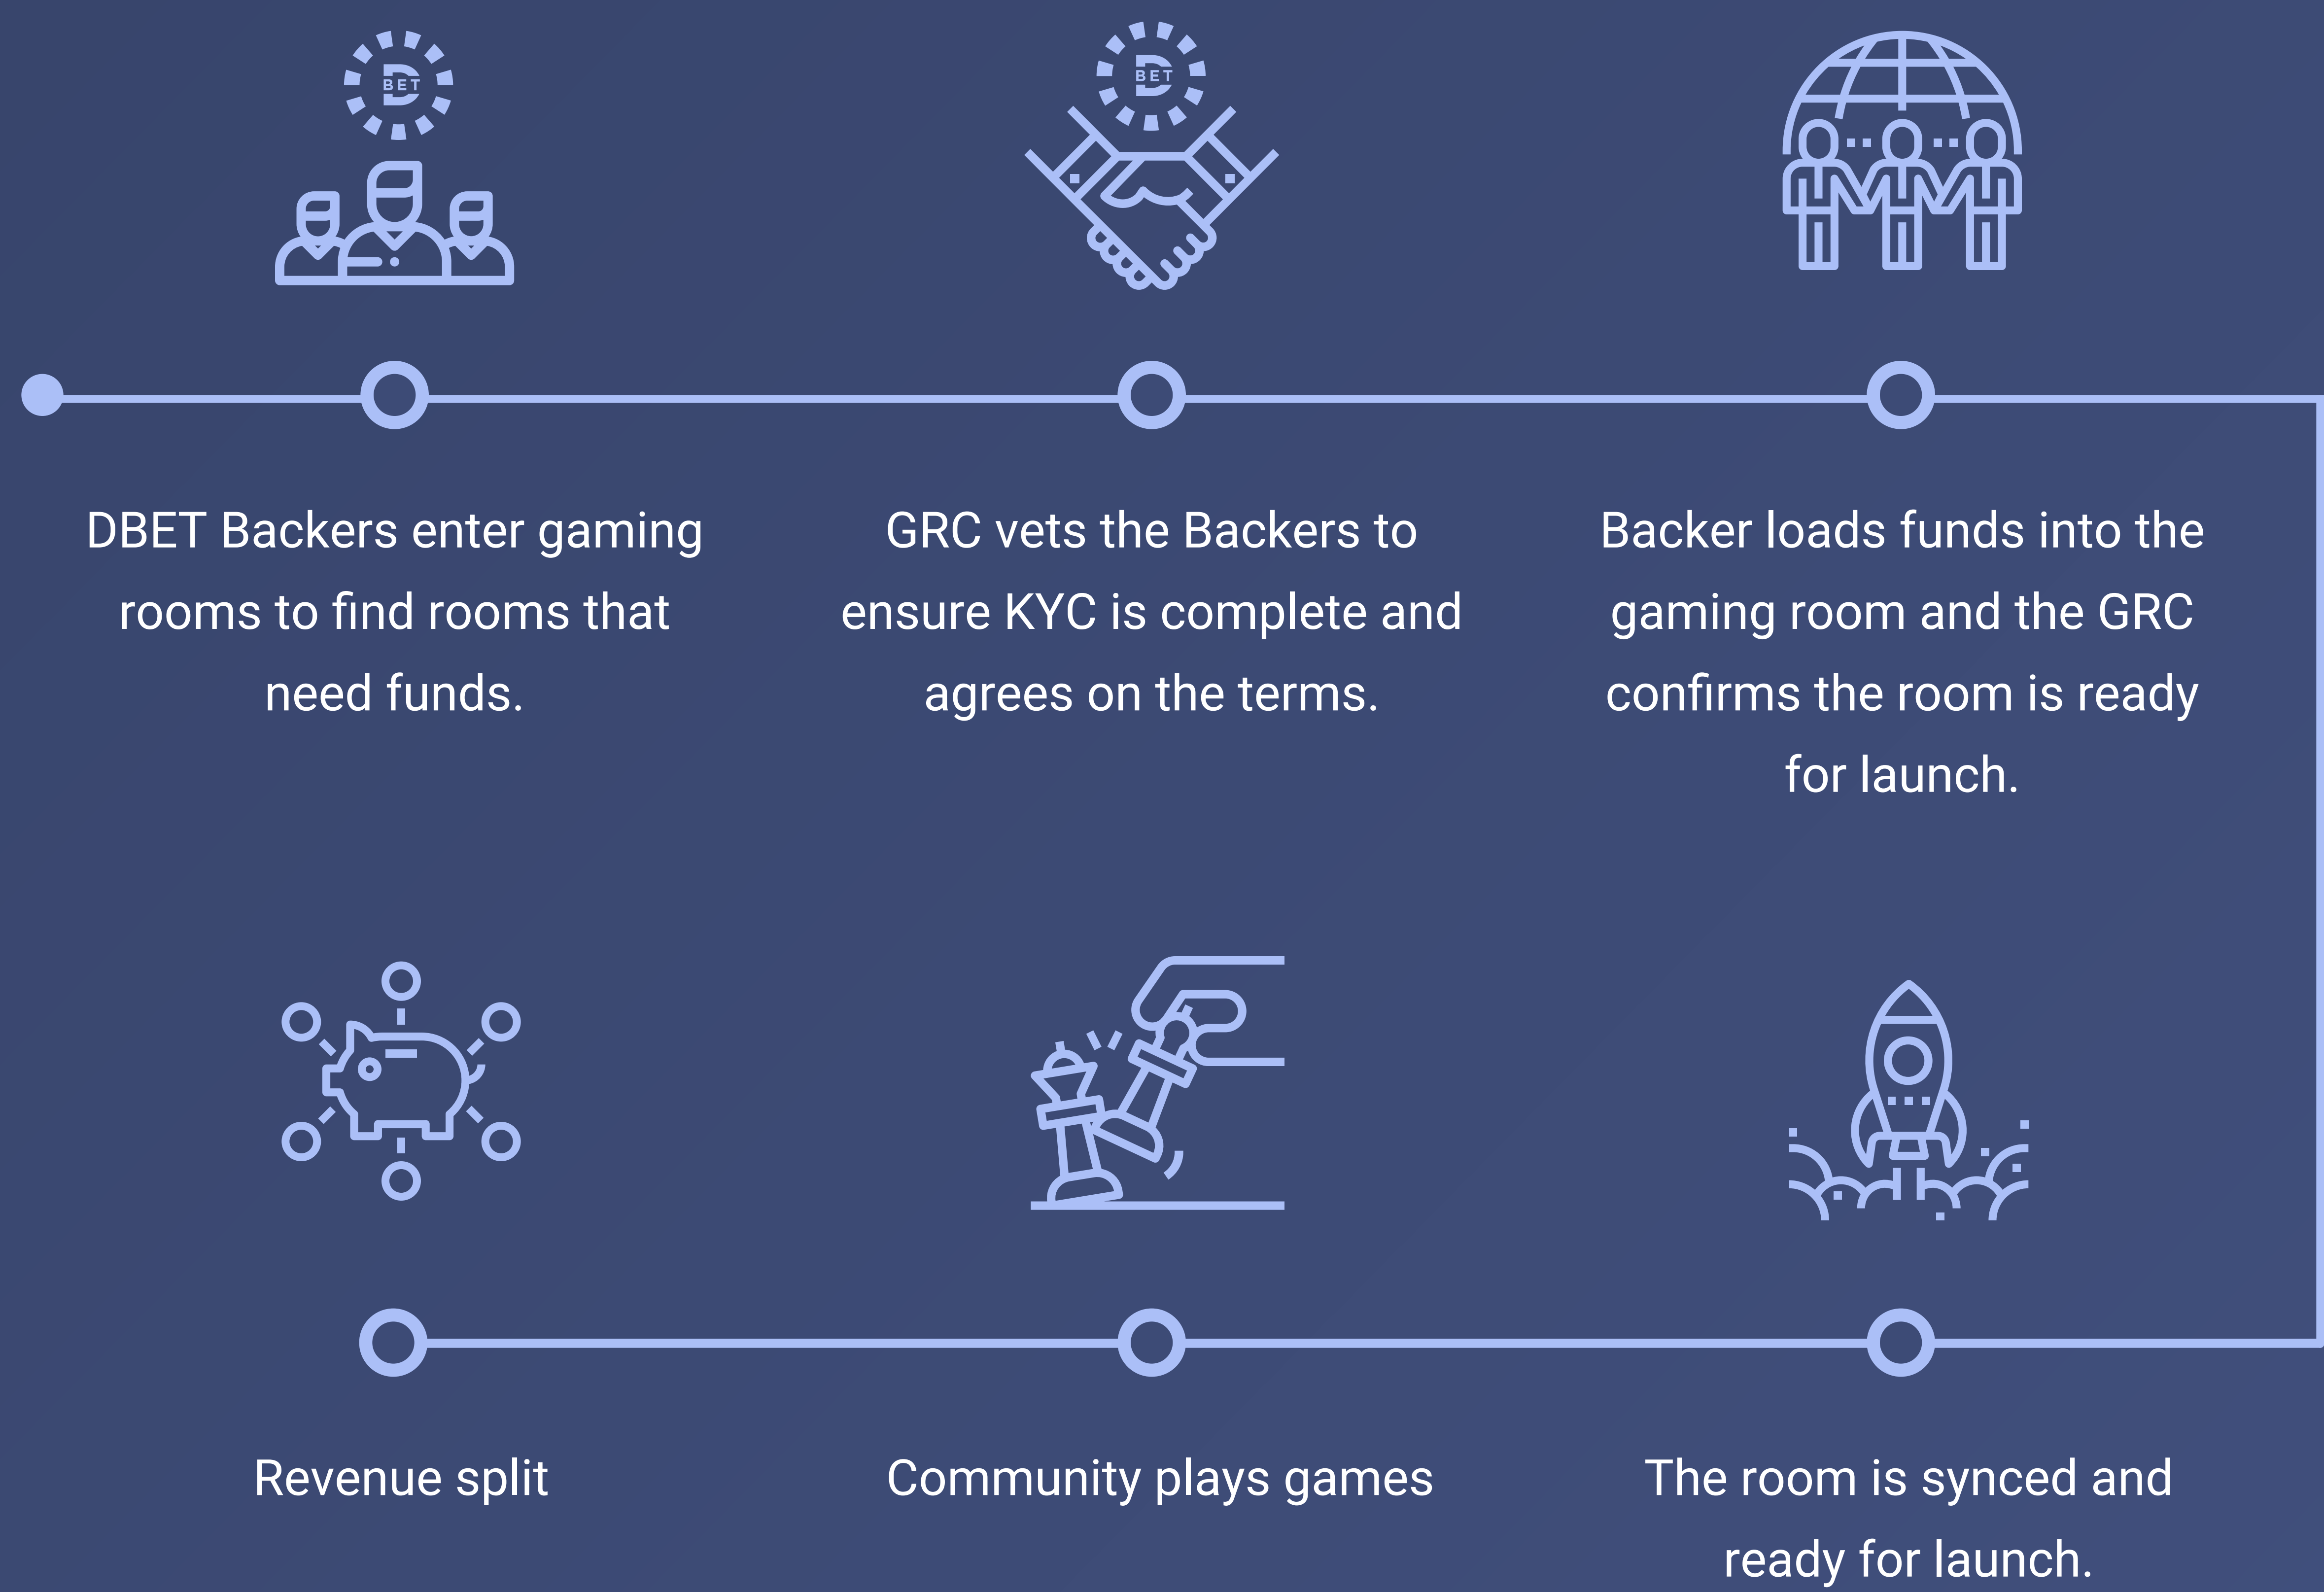 D
BET
D
BET
DBET Backers enter gaming
rooms to find rooms that
need funds.
GRC vets the Backers to
ensure KYC is complete and
agrees on the terms.
Backer loads funds into the
gaming room and the GRC
confirms the room is ready
for launch.
The room is synced and
ready for launch.
Community plays games
Revenue split